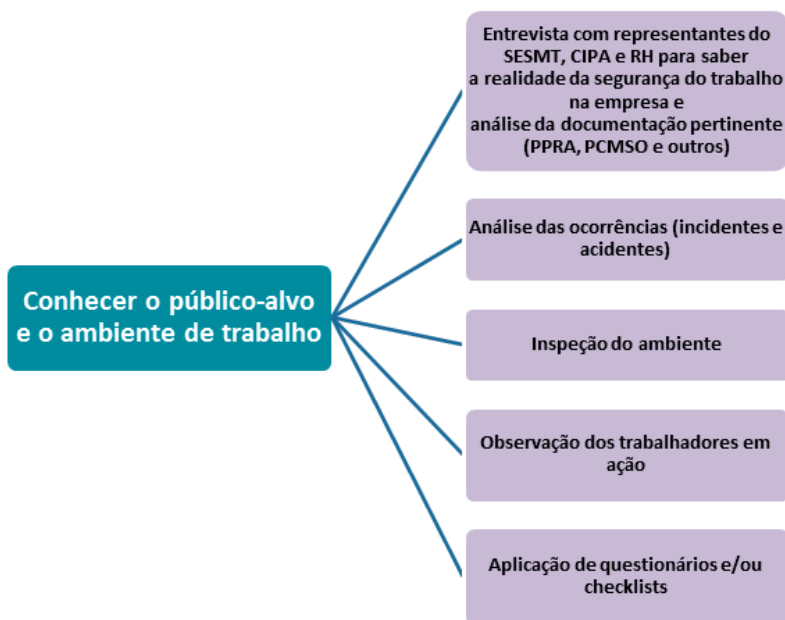 Entrevista com representantes do
SESMT, CIPA e RH para saber
a realidade da segurança do trabalho
na empresa e
análise da documentação pertinente
(PPRA, PCMSO e outros)
Análise das ocorrências (incidentes e
acidentes)
Conhecer o público-alvo
e o ambiente de trabalho
Inspeção do ambiente
Observação dos trabalhadores em
ação
Aplicação de questionários e/ou
checklists